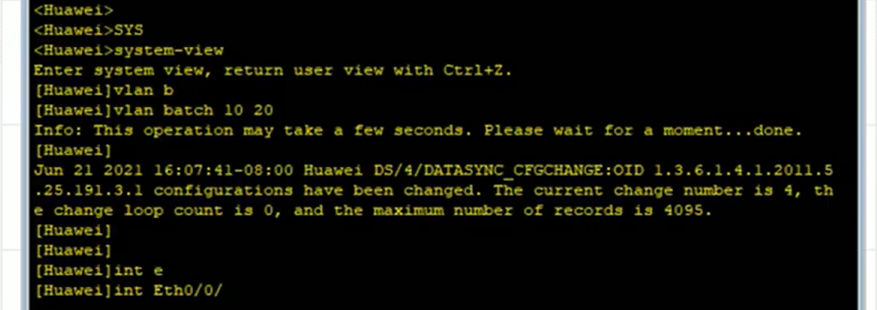 <Huawei>
<Huawei>SYS
<Huawei>system-view
Enter system view, return user view with Ctrl+Z.
[Huawei]vlan b
[Huawei]vlan batch 10 20
Info: This operation may take a few seconds. Please wait for a moment...done.
[Huawei]
Jun 21 2021 16:07:41-08:00 Huawei DS/4/DATASYNC_CFGCHANGE:OID 1.3.6.1.4.1.2011.5
.25.191.3.1 configurations have been changed. The current change number is 4, th
e change loop count is 0, and the maximum number of records is 4095.
[Huawei]
[Huawei]
[Huawei]int e
[Huawei]int Eth0/0/